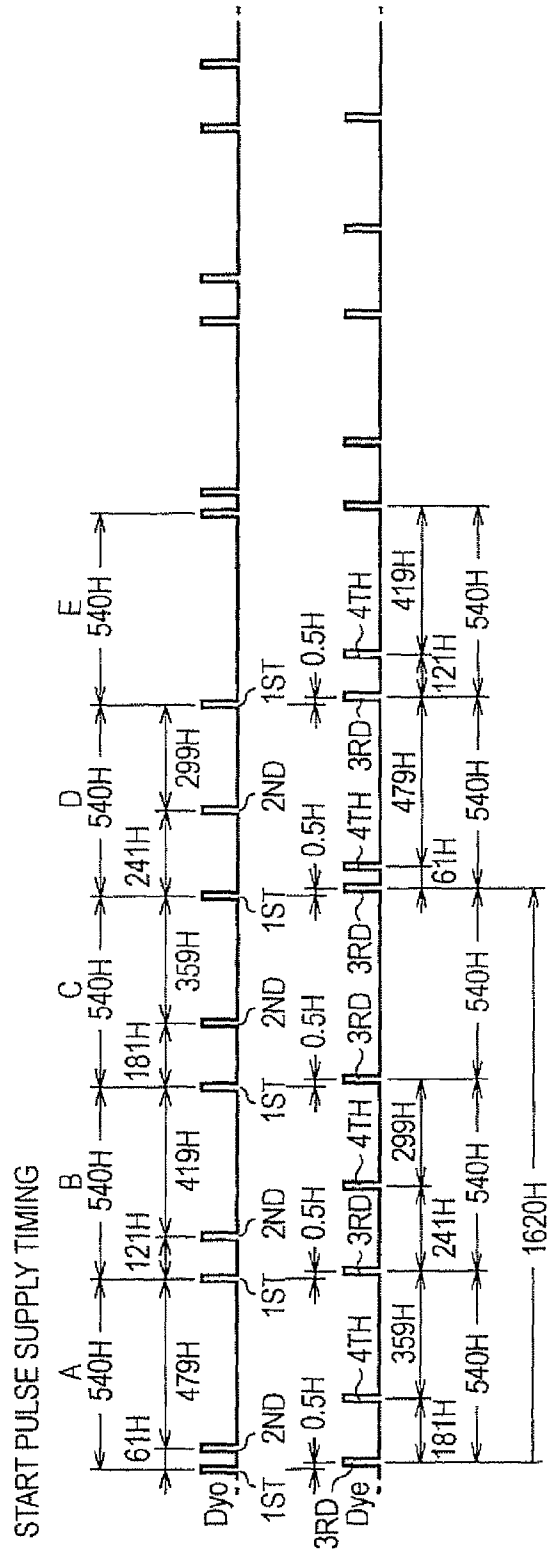 START PULSE SUPPLY TIMING
A B C D E
540H 540H 540H 540H 540H
61H 479H 121H 419H 181H 359H 241H 299H
Dyo
1ST 2ND 1ST 2ND 1ST 2ND 1ST 2ND 1ST
0.5H 0.5H 0.5H 0.5H 0.5H
3RD 4TH 3RD 4TH 3RD 3RD 4TH 3RD 4TH
Dye
181H 359H 241H 299H 61H 479H 121H 419H
540H 540H 540H 540H 540H
1620H